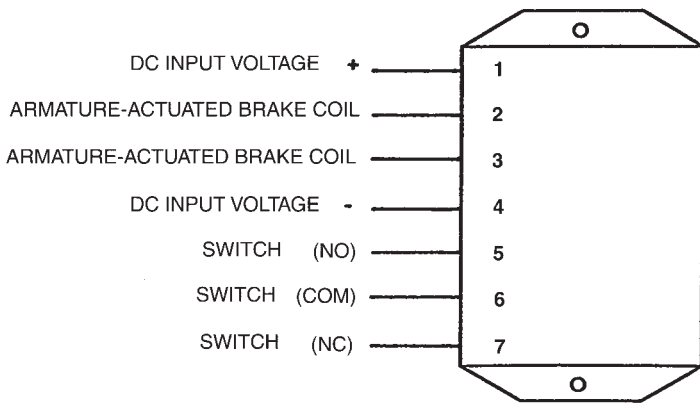 DC INPUT VOLTAGE + 1
ARMATURE-ACTUATED BRAKE COIL 2
ARMATURE-ACTUATED BRAKE COIL 3
DC INPUT VOLTAGE - 4
SWITCH (NO) 5
SWITCH (COM) 6
SWITCH (NC) 7